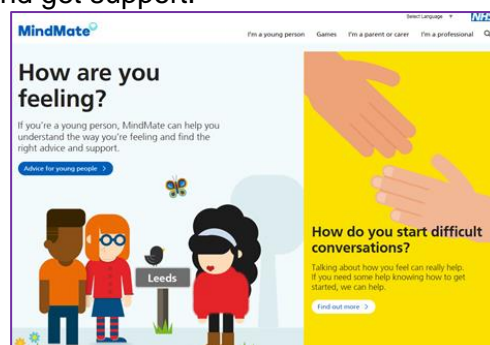 nd get support.
Select Language
NHS
MindMate
I'm a young person Games I'm a parent or carer I'm a professional
How are you
feeling?
If you're a young person, MindMate can help you
understand the way you're feeling and find the
right advice and support.
Advice for young people >
Leeds
How do you start difficult
conversations?
Talking about how you feel can really help.
If you need some help knowing how to get
started, we can help.
Find out more >